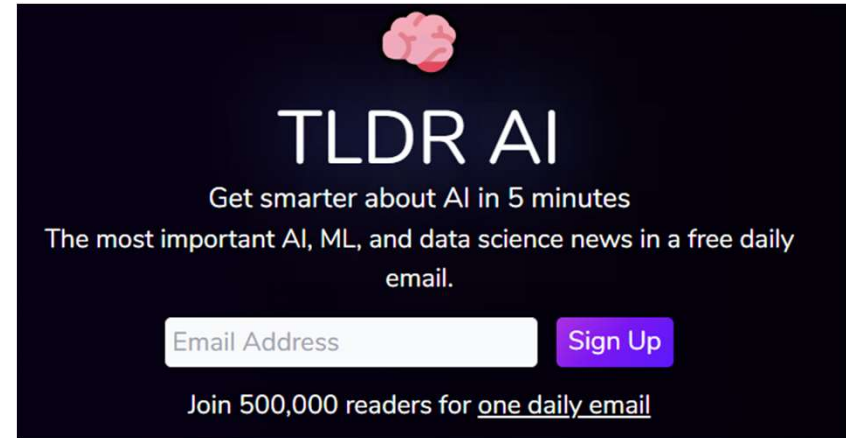 TLDR AI
Get smarter about AI in 5 minutes
The most important AI, ML, and data science news in a free daily
email.
Email Address
Sign Up
Join 500,000 readers for one daily email